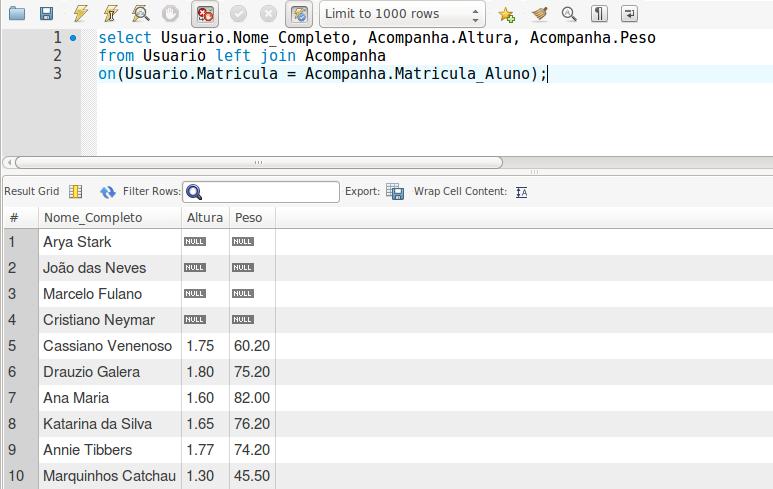 Limit to 1000 rows
1 select Usuario.Nome_Completo, Acompanha.Altura, Acompanha.Peso
2 from Usuario left join Acompanha
3 on(Usuario.Matricula = Acompanha.Matricula_Aluno);
Result Grid Filter Rows: Export: Wrap Cell Content: IA
# Nome_Completo Altura Peso
1 Arya Stark NULL NULL
2 João das Neves NULL NULL
3 Marcelo Fulano NULL NULL
4 Cristiano Neymar NULL NULL
5 Cassiano Venenoso 1.75 60.20
6 Drauzio Galera 1.80 75.20
7 Ana Maria 1.60 82.00
8 Katarina da Silva 1.65 76.20
9 Annie Tibbers 1.77 74.20
10 Marquinhos Catchau 1.30 45.50